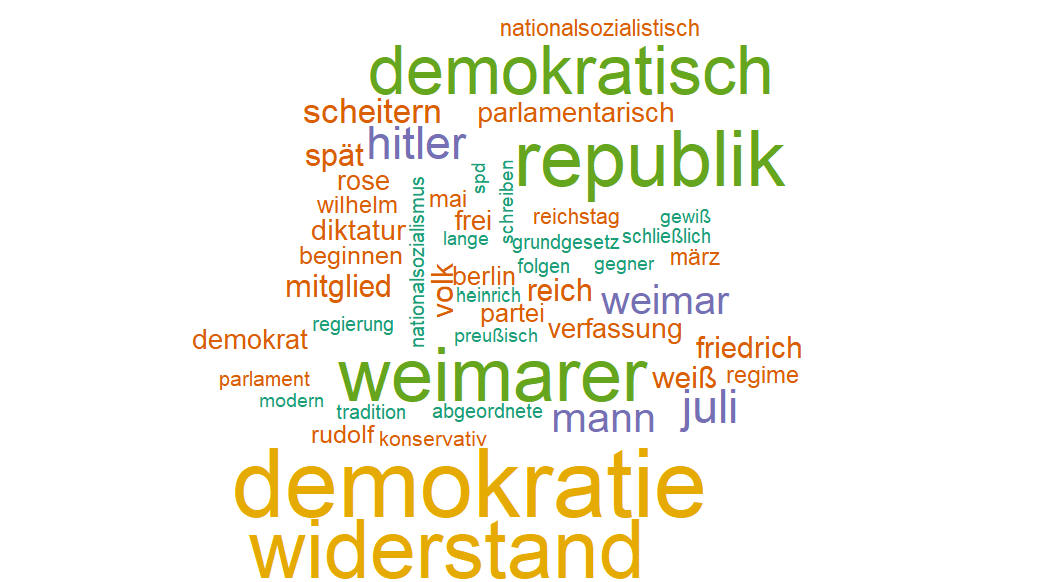 nationalsozialistisch
demokratisch
scheitern parlamentarisch
hitler
republik
spät
rose
spd
schreiben
nationalsozialismus
mai
wilhelm
frei reichstag gewiß
diktatur
lange grundgesetz schließlich
beginnen
folgen gegner märz
mitglied
volk
berlin
heinrich reich weimar
partei
regierung
verfassung
demokrat
preußisch
friedrich
weimarer
parlament
weiß regime
modern
tradition abgeordnete mann juli
rudolf konservativ
demokratie
widerstand